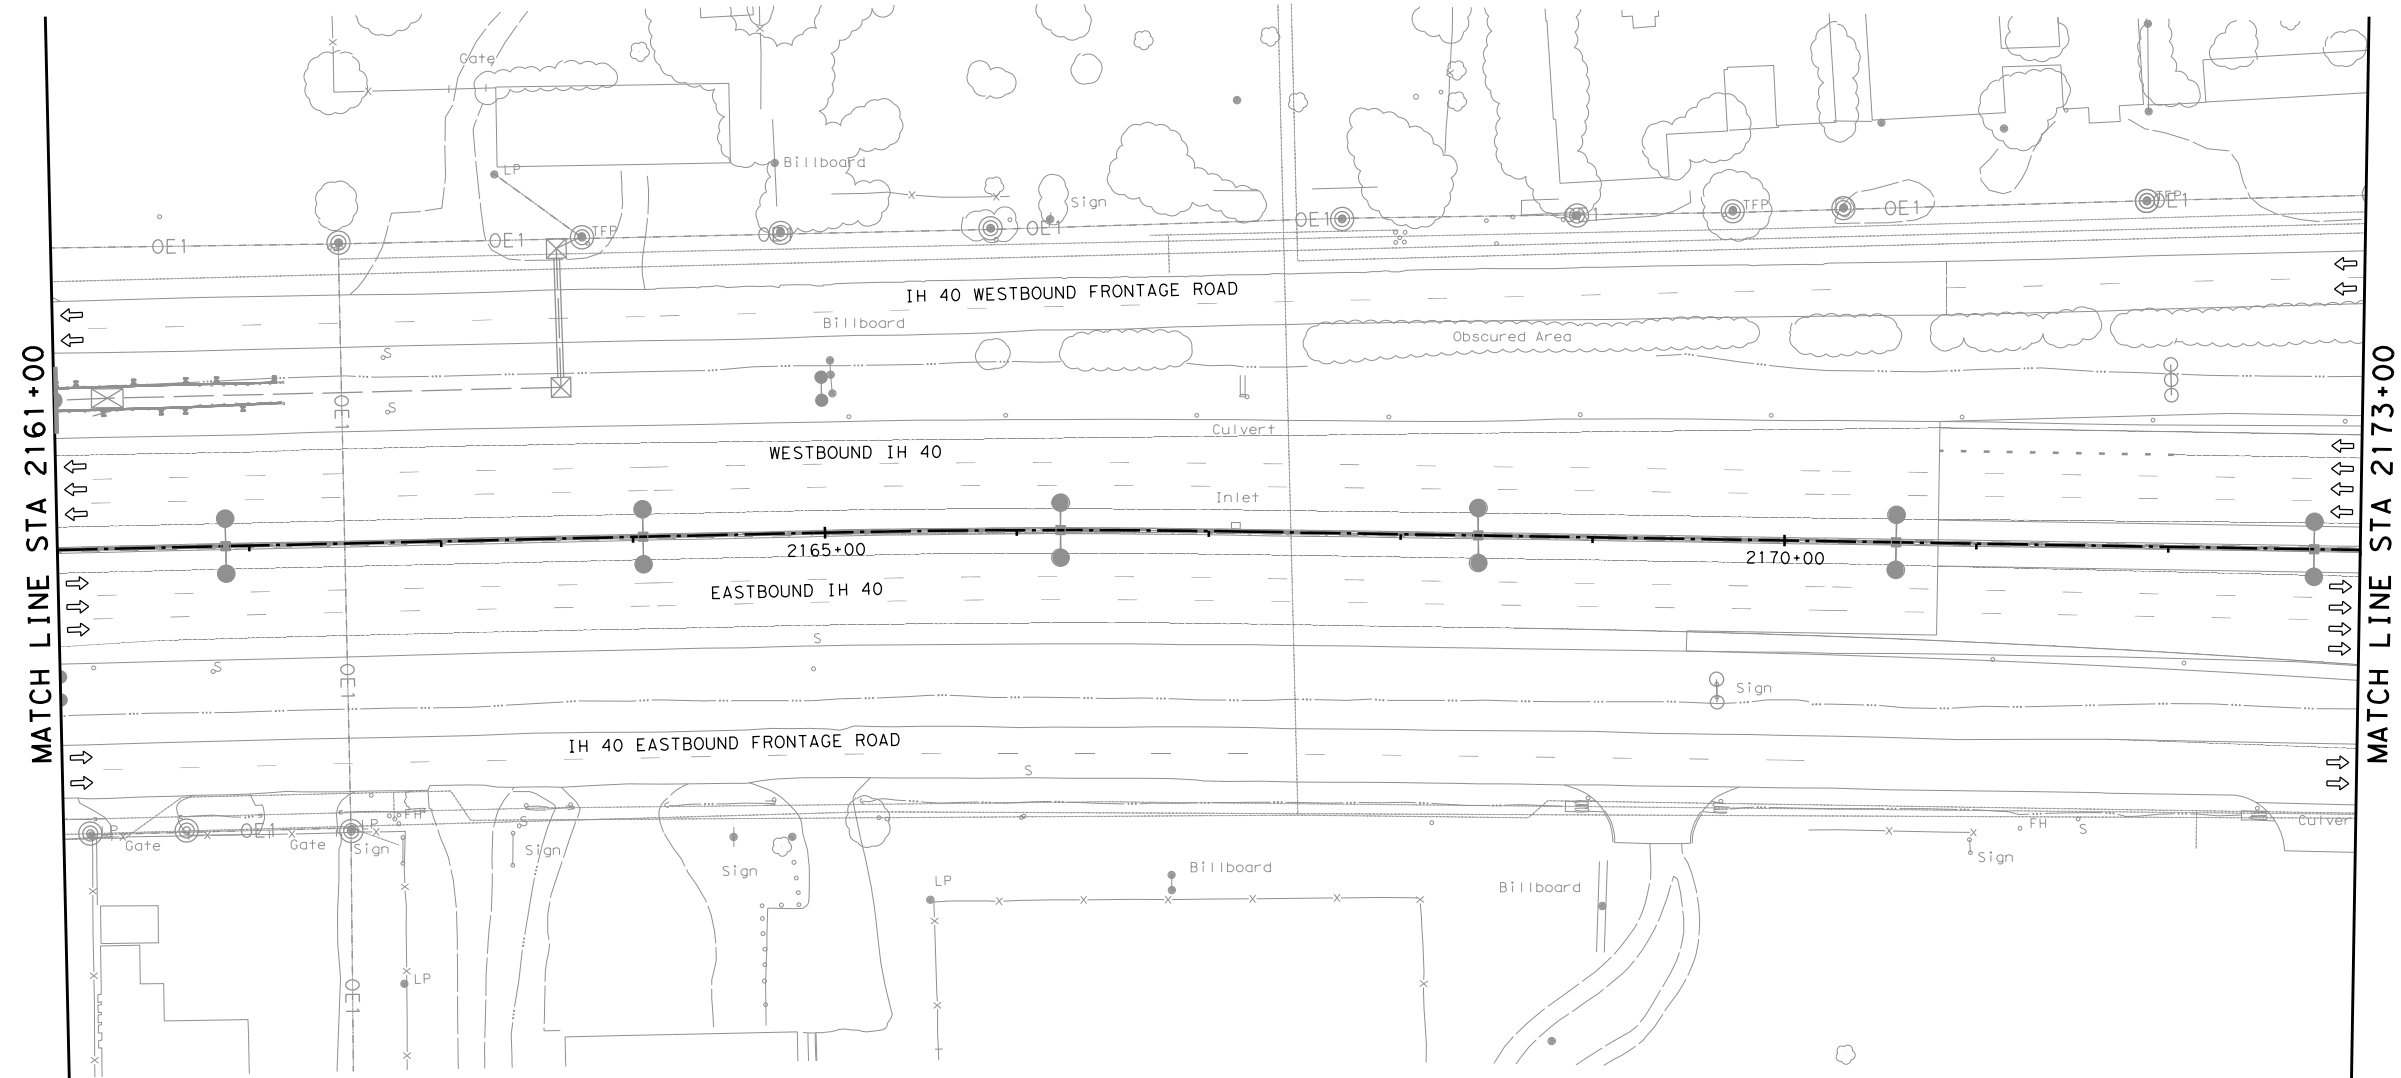 Gate
LP
Billboard
Sign
OE1
OE1
TFP
OE1
OE1
OE1
TFP
OE1
TFP
OE1
IH 40 WESTBOUND FRONTAGE ROAD
Billboard
Obscured Area
S
S
OE1
Culvert
WESTBOUND IH 40
Inlet
MATCH LINE STA 2161+00
MATCH LINE STA 2173+00
2165+00
2170+00
EASTBOUND IH 40
S
S
OE1
Sign
IH 40 EASTBOUND FRONTAGE ROAD
S
OE1
LP
FH
S
FH
S
Culver
Gate
Gate
Sign
Sign
Sign
Sign
Billboard
LP
Billboard
LP
OE1